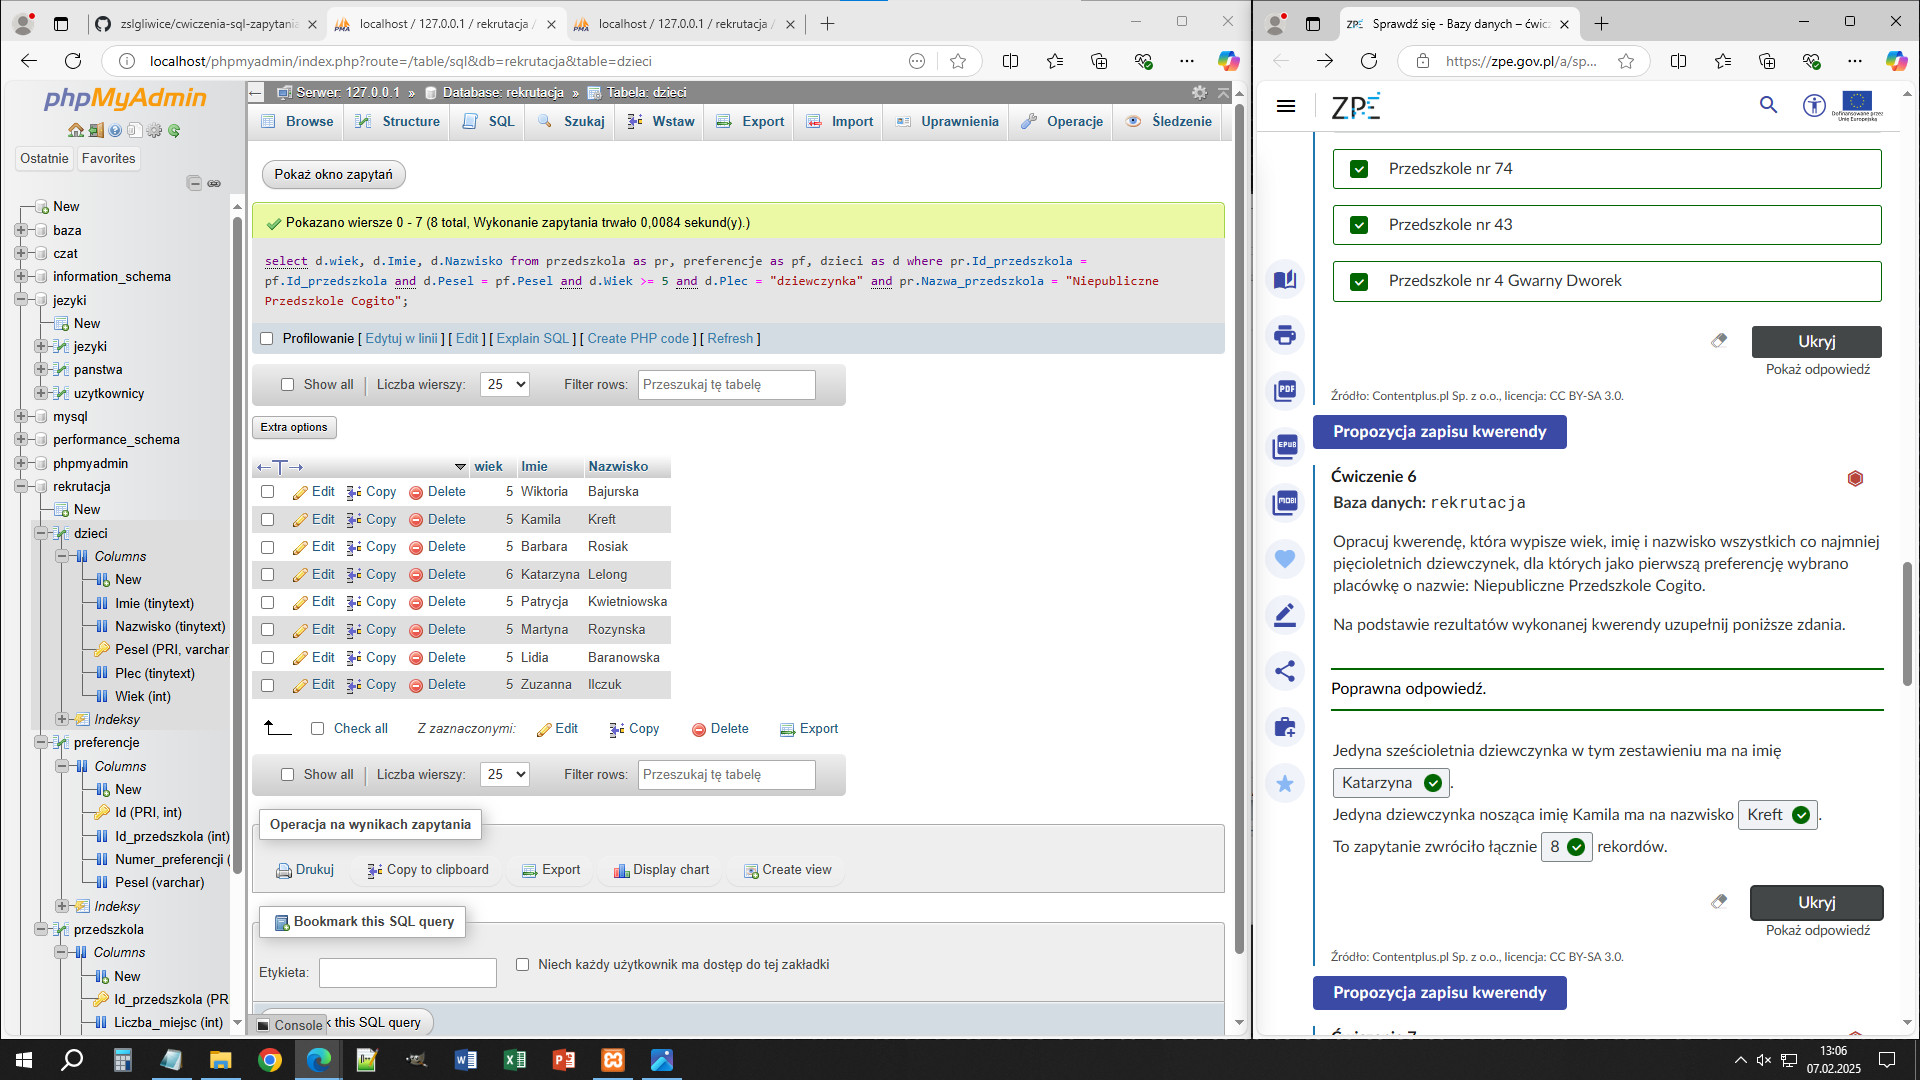 zslgliwice/cwiczenia-sql-zapytania
localhost / 127.0.0.1 / rekrutacja /
localhost / 127.0.0.1 / rekrutacja /
localhost/phpmyadmin/index.php?route=/table/sql&db=rekrutacja&table=dzieci
phpMyAdmin
Ostatnie
Favorites
New
baza
czat
information_schema
jezyki
New
jezyki
panstwa
uzytkownicy
mysql
performance_schema
phpmyadmin
rekrutacja
New
dzieci
Columns
New
Imie (tinytext)
Nazwisko (tinytext)
Pesel (PRI, varchar
Plec (tinytext)
Wiek (int)
Indeksy
preferencje
Columns
New
Id (PRI, int)
Id_przedszkola (int)
Numer_preferencji (
Pesel (varchar)
Indeksy
przedszkola
Columns
New
Id_przedszkola (PR
Liczba_miejsc (int)
Serwer: 127.0.0.1 » Database: rekrutacja » Tabela: dzieci
Browse Structure SQL Szukaj Wstaw Export Import Uprawnienia Operacje Śledzenie
Pokaż okno zapytań
Pokazano wiersze 0 - 7 (8 total, Wykonanie zapytania trwało 0,0084 sekund(y).)
select d.wiek, d.Imie, d.Nazwisko from przedszkola as pr, preferencje as pf, dzieci as d where pr.Id_przedszkola =
pf.Id_przedszkola and d.Pesel = pf.Pesel and d.Wiek >= 5 and d.Plec = "dziewczynka" and pr.Nazwa_przedszkola = "Niepubliczne
Przedszkole Cogito";
Profilowanie [ Edytuj w linii ] [ Edit ] [ Explain SQL ] [ Create PHP code ] [ Refresh ]
Show all Liczba wierszy: 25 Filter rows: Przeszukaj tę tabelę
Extra options
wiek Imie Nazwisko
Edit Copy Delete 5 Wiktoria Bajurska
Edit Copy Delete 5 Kamila Kreft
Edit Copy Delete 5 Barbara Rosiak
Edit Copy Delete 6 Katarzyna Lelong
Edit Copy Delete 5 Patrycja Kwietniowska
Edit Copy Delete 5 Martyna Rozynska
Edit Copy Delete 5 Lidia Baranowska
Edit Copy Delete 5 Zuzanna Ilczuk
Check all Z zaznaczonymi: Edit Copy Delete Export
Show all Liczba wierszy: 25 Filter rows: Przeszukaj tę tabelę
Operacja na wynikach zapytania
Drukuj Copy to clipboard Export Display chart Create view
Bookmark this SQL query
Etykieta: Niech każdy użytkownik ma dostęp do tej zakładki
Console
k this SQL query
Sprawdź się - Bazy danych – ćwicz
https://zpe.gov.pl/a/sp...
ZPE
Dofinansowane przez
Unię Europejską
Przedszkole nr 74
Przedszkole nr 43
Przedszkole nr 4 Gwarny Dworek
Ukryj
Pokaż odpowiedź
Źródło: Contentplus.pl Sp. z o.o., licencja: CC BY-SA 3.0.
Propozycja zapisu kwerendy
PDF
EPUB
MOBI
Ćwiczenie 6
Baza danych: rekrutacja
Opracuj kwerendę, która wypisze wiek, imię i nazwisko wszystkich co najmniej
pięcioletnich dziewczynek, dla których jako pierwszą preferencję wybrano
placówkę o nazwie: Niepubliczne Przedszkole Cogito.
Na podstawie rezultatów wykonanej kwerendy uzupełnij poniższe zdania.
Poprawna odpowiedź.
Jedyna sześcioletnia dziewczynka w tym zestawieniu ma na imię
Katarzyna .
Jedyna dziewczynka nosząca imię Kamila ma na nazwisko Kreft .
To zapytanie zwróciło łącznie 8 rekordów.
Ukryj
Pokaż odpowiedź
Źródło: Contentplus.pl Sp. z o.o., licencja: CC BY-SA 3.0.
Propozycja zapisu kwerendy
13:06
07.02.2025